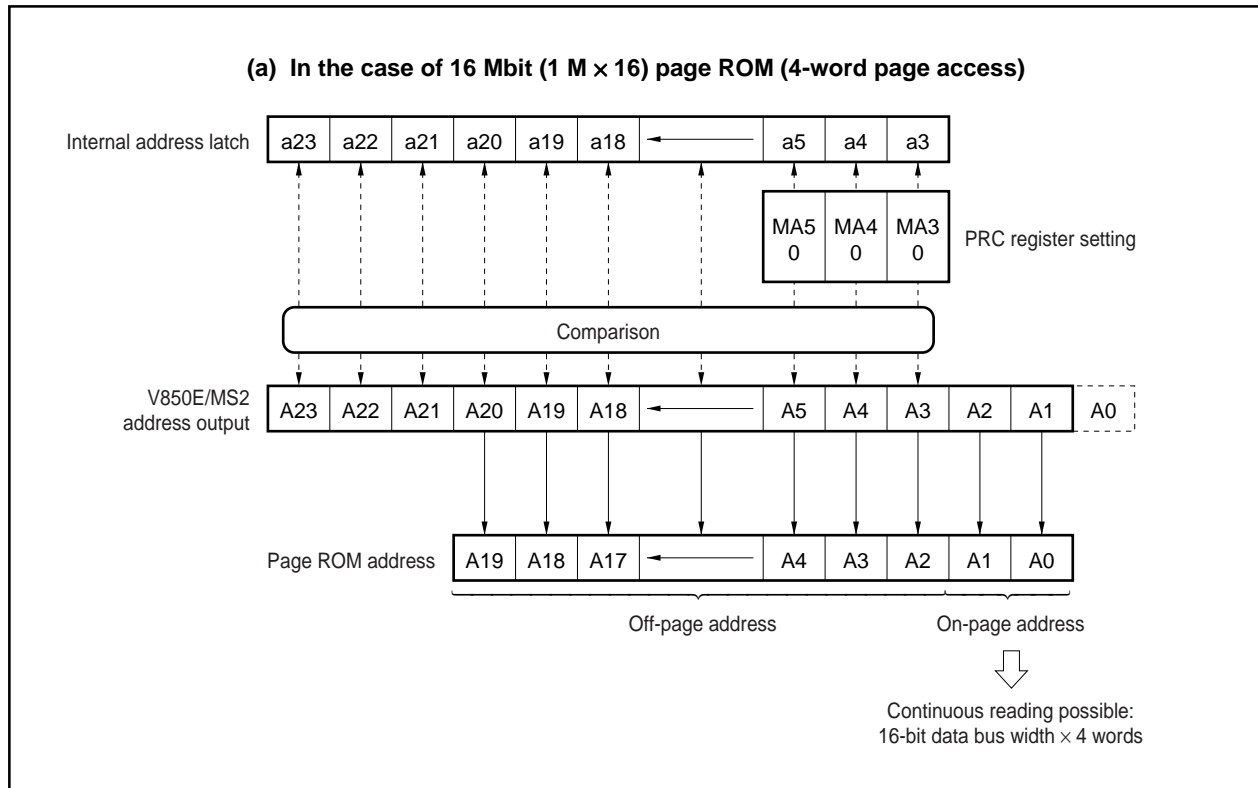 (a) In the case of 16 Mbit (1 M × 16) page ROM (4-word page access)
Internal address latch
a23 a22 a21 a20 a19 a18 a5 a4 a3
MA5 MA4 MA3
0 0 0
PRC register setting
Comparison
V850E/MS2
address output
A23 A22 A21 A20 A19 A18 A5 A4 A3 A2 A1 A0
Page ROM address
A19 A18 A17 A4 A3 A2 A1 A0
Off-page address On-page address
Continuous reading possible:
16-bit data bus width × 4 words